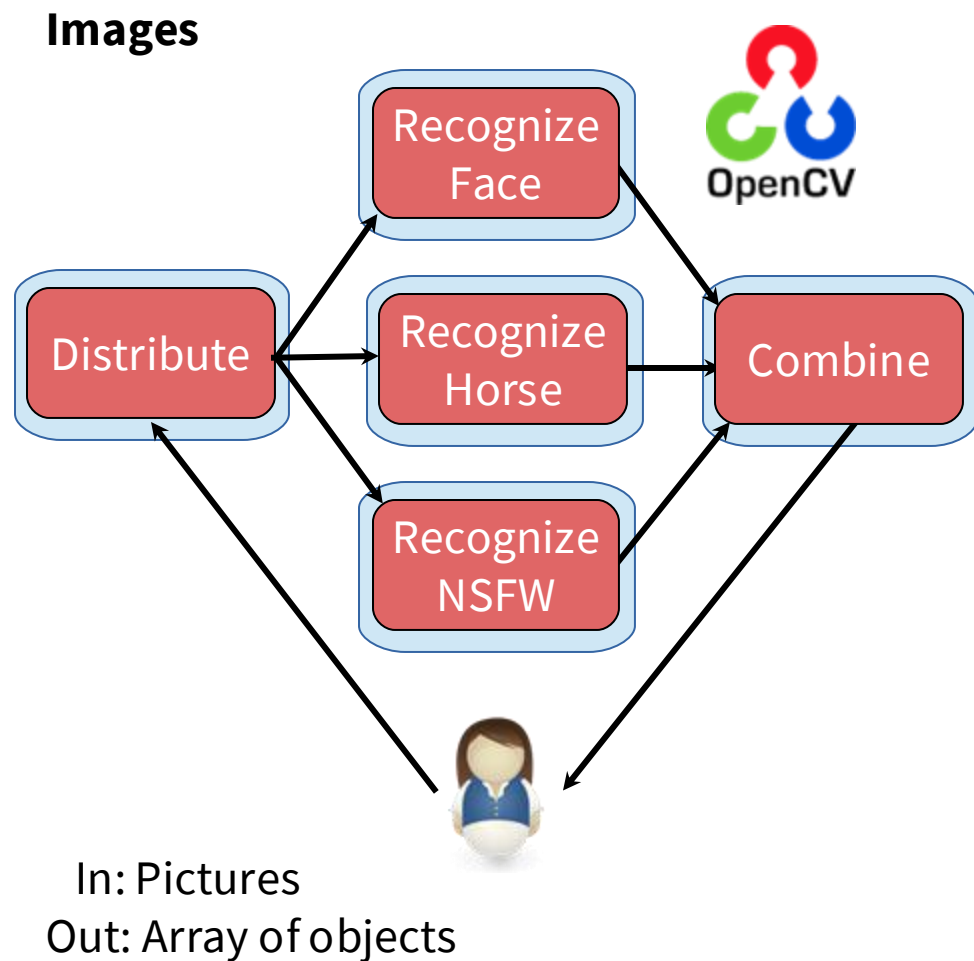 Images
OpenCV
Recognize
Face
Distribute
Recognize
Horse
Combine
Recognize
NSFW
In: Pictures
Out: Array of objects